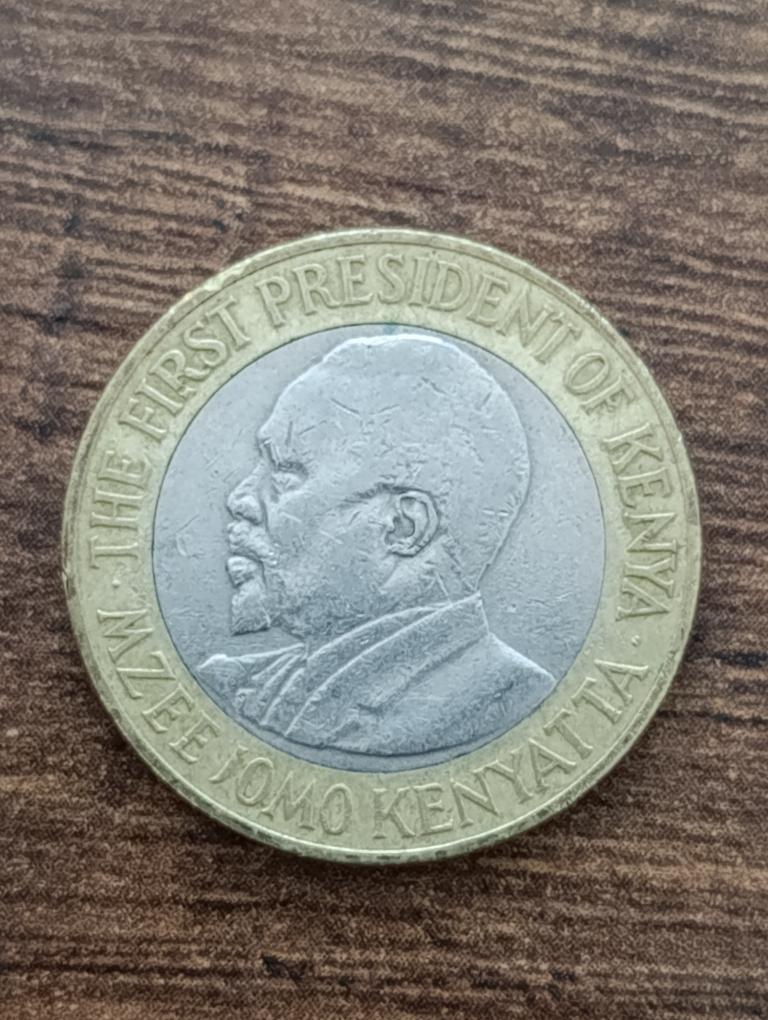 · THE FIRST PRESIDENT OF KENYA ·
MZEE JOMO KENYATTA